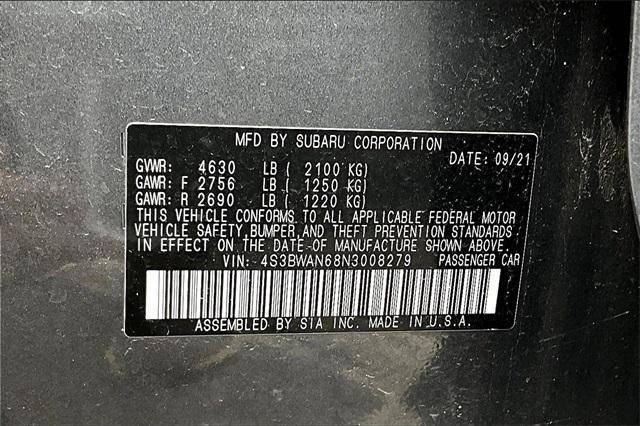 MFD BY SUBARU CORPORATION
DATE: 09/21
GVWR: 4630 LB ( 2100 KG)
GAWR: F 2756 LB ( 1250 KG)
GAWR: R 2690 LB ( 1220 KG)
THIS VEHICLE CONFORMS TO ALL APPLICABLE FEDERAL MOTOR
VEHICLE SAFETY, BUMPER, AND THEFT PREVENTION STANDARDS
IN EFFECT ON THE DATE OF MANUFACTURE SHOWN ABOVE.
VIN: 4S3BWAN68N3008279 PASSENGER CAR
ASSEMBLED BY SIA INC. MADE IN U.S.A.